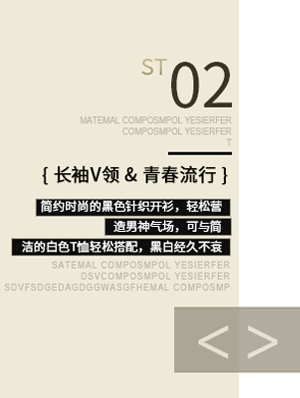 ST 02
MATEMAL COMPOSMPOL YESIERFER
COMPOSMPOL YESIERFER
T
{ 长袖V领 & 青春流行 }
简约时尚的黑色针织开衫，轻松营
造男神气场，可与简
洁的白色T恤轻松搭配，黑白经久不衰
SATEMAL COMPOSMPOL YESIERFER
DSVCOMPOSMPOL YESIERFER
SDVFSDGEDAGDGGWASGFHEMAL COMPOSMP
< >